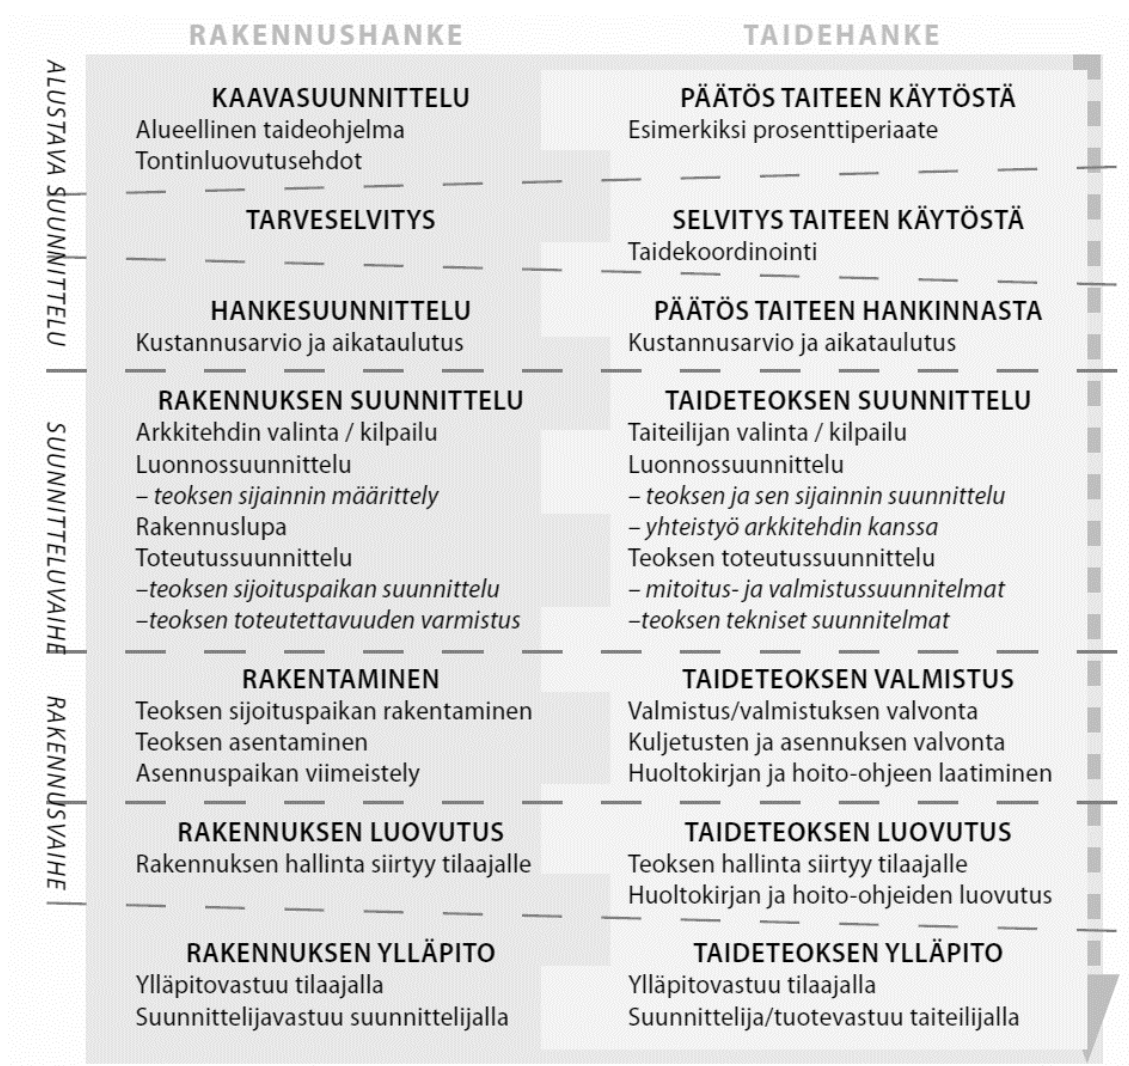 RAKENNUSHANKE
TAIDEHANKE
ALUSTAVA SUUNNITTELU
KAAVASUUNNITTELU
Alueellinen taideohjelma
Tontinluovutusehdot
PÄÄTÖS TAITEEN KÄYTÖSTÄ
Esimerkiksi prosenttiperiaate
TARVESELVITYS
SELVITYS TAITEEN KÄYTÖSTÄ
Taidekoordinointi
HANKESUUNNITTELU
Kustannusarvio ja aikataulutus
PÄÄTÖS TAITEEN HANKINNASTA
Kustannusarvio ja aikataulutus
SUUNNITTELUVAIHE
RAKENNUKSEN SUUNNITTELU
Arkkitehdin valinta / kilpailu
Luonnossuunnittelu
– teoksen sijainnin määrittely
Rakennuslupa
Toteutussuunnittelu
–teoksen sijoituspaikan suunnittelu
–teoksen toteutettavuuden varmistus
TAIDETEOKSEN SUUNNITTELU
Taiteilijan valinta / kilpailu
Luonnossuunnittelu
– teoksen ja sen sijainnin suunnittelu
– yhteistyö arkkitehdin kanssa
Teoksen toteutussuunnittelu
– mitoitus- ja valmistussuunnitelmat
–teoksen tekniset suunnitelmat
RAKENNUSVAIHE
RAKENTAMINEN
Teoksen sijoituspaikan rakentaminen
Teoksen asentaminen
Asennuspaikan viimeistely
TAIDETEOKSEN VALMISTUS
Valmistus/valmistuksen valvonta
Kuljetusten ja asennuksen valvonta
Huoltokirjan ja hoito-ohjeen laatiminen
RAKENNUKSEN LUOVUTUS
Rakennuksen hallinta siirtyy tilaajalle
TAIDETEOKSEN LUOVUTUS
Teoksen hallinta siirtyy tilaajalle
Huoltokirjan ja hoito-ohjeiden luovutus
RAKENNUKSEN YLLÄPITO
Ylläpitovastuu tilaajalla
Suunnittelijavastuu suunnittelijalla
TAIDETEOKSEN YLLÄPITO
Ylläpitovastuu tilaajalla
Suunnittelija/tuotevastuu taiteilijalla